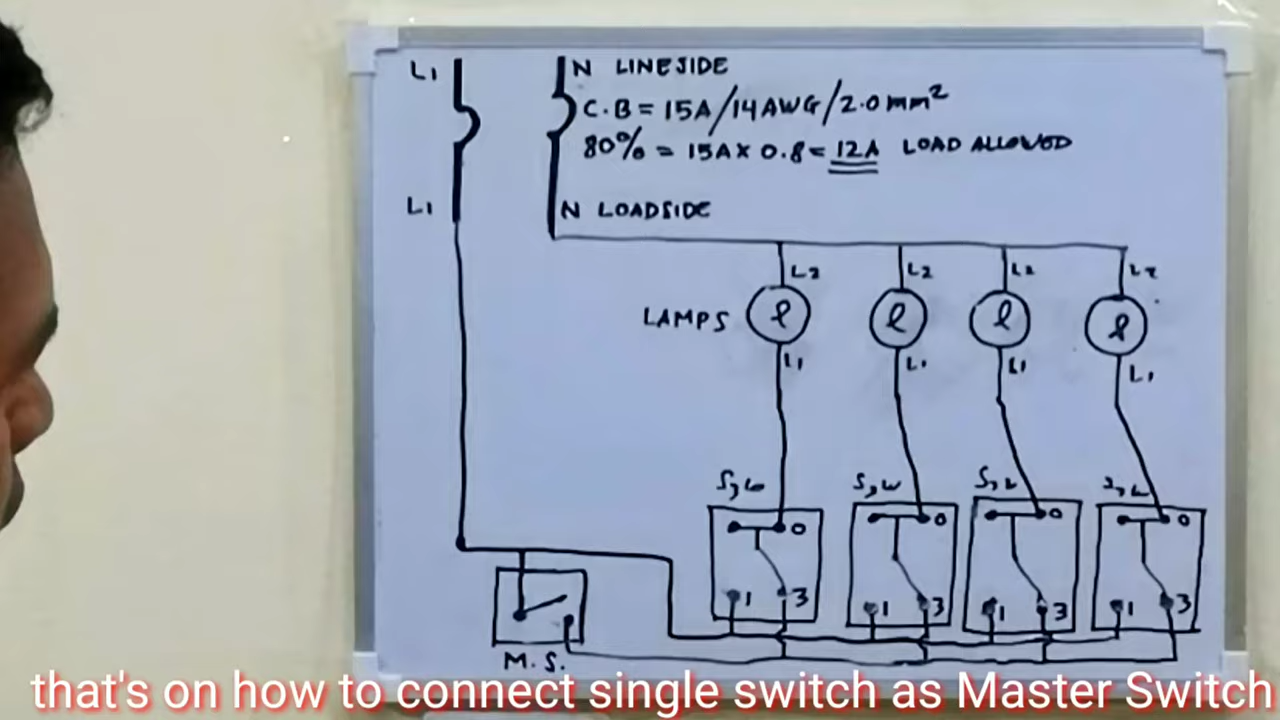 L1 N LINESIDE
C.B = 15A/14AWG/2.0mm²
80% = 15A X 0.8 = 12A LOAD ALLOWED
L1 N LOADSIDE
L2 L2 L2 L2
LAMPS
L1 L1 L1 L1
S3W S3W
0 0 0 0
1 3 1 3 1 3 1 3
M.S.
that's on how to connect single switch as Master Switch